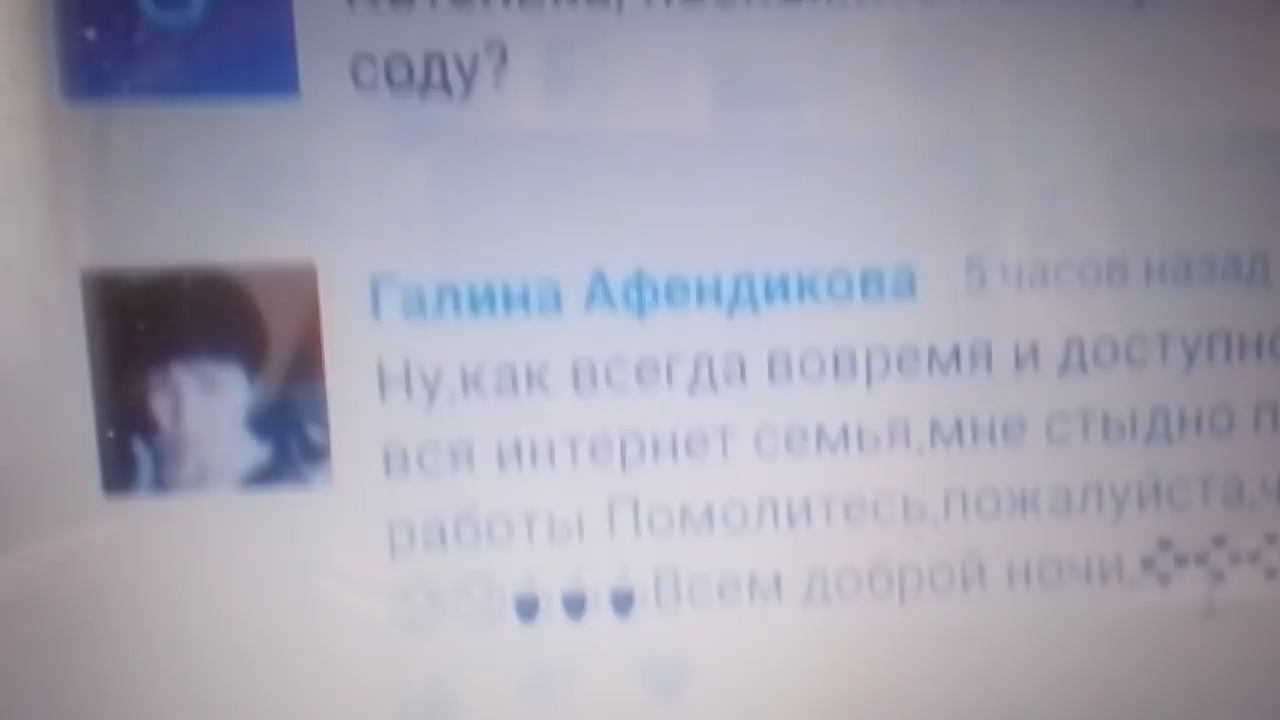 соду?
Галина Афендикова 5 часов назад
Ну,как всегда вовремя и
вся интернет семья,мне стыдно
работы Помолитесь,пожалуйста,
Всем доброй ночи